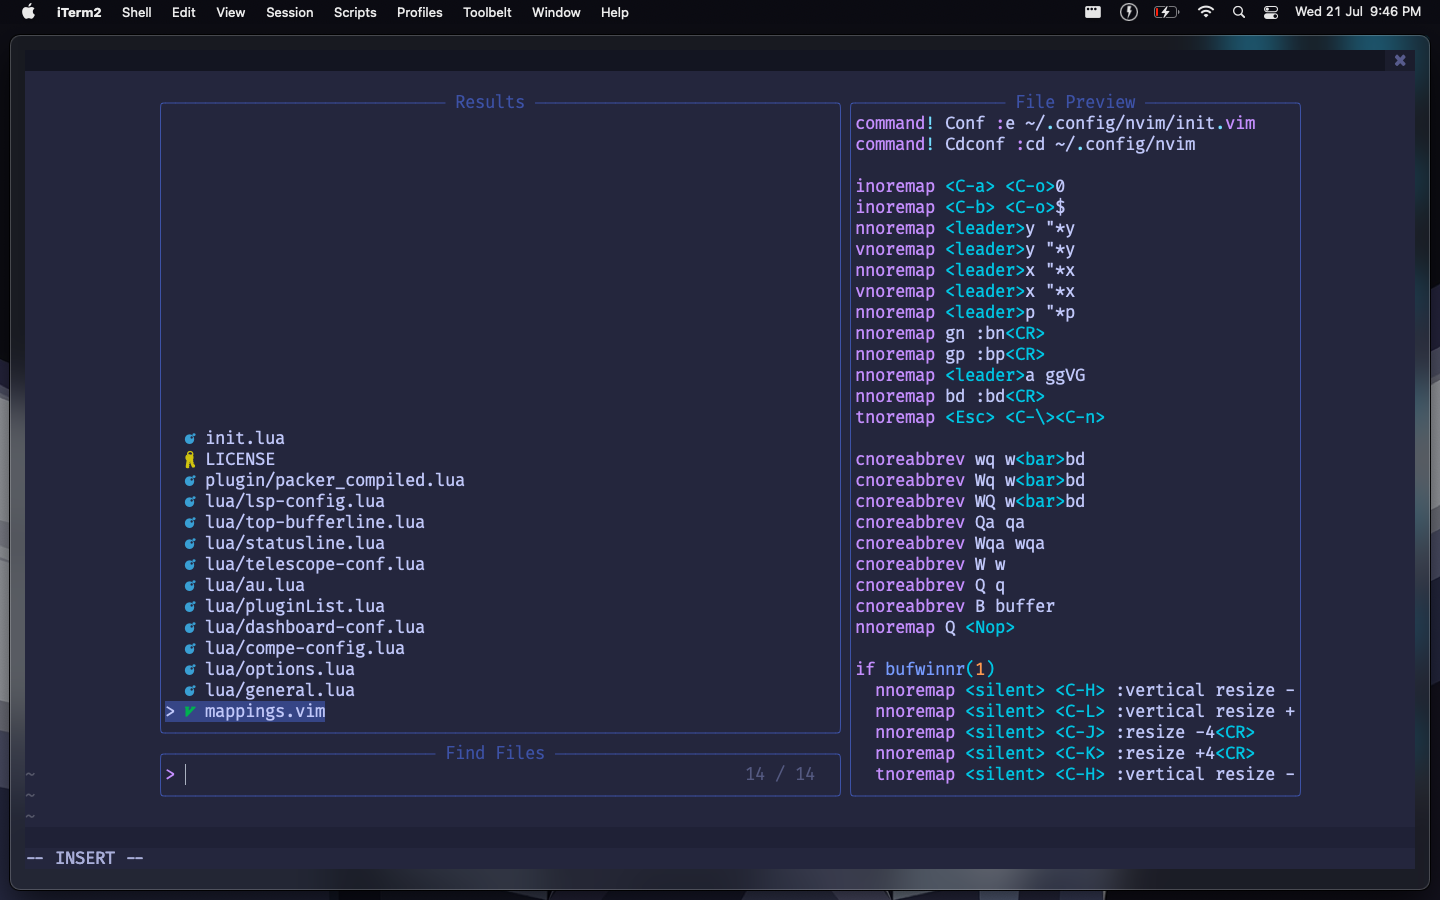 iTerm2 Shell Edit View Session Scripts Profiles Toolbelt Window Help Wed 21 Jul 9:46 PM
Results
init.lua
LICENSE
plugin/packer_compiled.lua
lua/lsp-config.lua
lua/top-bufferline.lua
lua/statusline.lua
lua/telescope-conf.lua
lua/au.lua
lua/pluginList.lua
lua/dashboard-conf.lua
lua/compe-config.lua
lua/options.lua
lua/general.lua
> mappings.vim
Find Files
> 14 / 14
File Preview
command! Conf :e ~/.config/nvim/init.vim
command! Cdconf :cd ~/.config/nvim
inoremap <C-a> <C-o>0
inoremap <C-b> <C-o>$
nnoremap <leader>y "*y
vnoremap <leader>y "*y
nnoremap <leader>x "*x
vnoremap <leader>x "*x
nnoremap <leader>p "*p
nnoremap gn :bn<CR>
nnoremap gp :bp<CR>
nnoremap <leader>a ggVG
nnoremap bd :bd<CR>
tnoremap <Esc> <C-\><C-n>
cnoreabbrev wq w<bar>bd
cnoreabbrev Wq w<bar>bd
cnoreabbrev WQ w<bar>bd
cnoreabbrev Qa qa
cnoreabbrev Wqa wqa
cnoreabbrev W w
cnoreabbrev Q q
cnoreabbrev B buffer
nnoremap Q <Nop>
if bufwinnr(1)
nnoremap <silent> <C-H> :vertical resize -
nnoremap <silent> <C-L> :vertical resize +
nnoremap <silent> <C-J> :resize -4<CR>
nnoremap <silent> <C-K> :resize +4<CR>
tnoremap <silent> <C-H> :vertical resize -
~
~
~
-- INSERT --